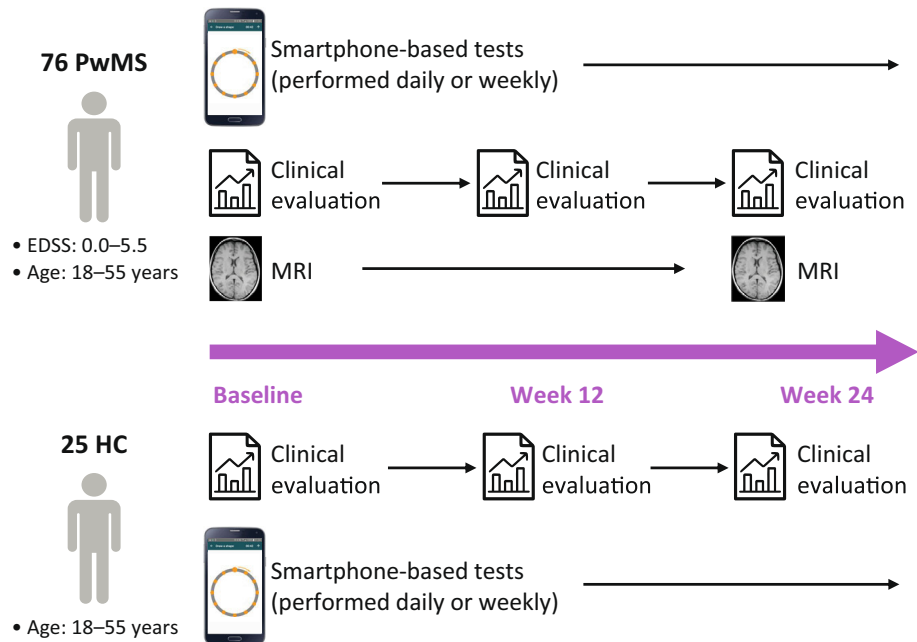 76 PwMS
Smartphone-based tests
(performed daily or weekly)
Clinical
evaluation
Clinical
evaluation
Clinical
evaluation
• EDSS: 0.0–5.5
• Age: 18–55 years
MRI
MRI
Baseline
Week 12
Week 24
25 HC
Clinical
evaluation
Clinical
evaluation
Clinical
evaluation
Smartphone-based tests
(performed daily or weekly)
• Age: 18–55 years